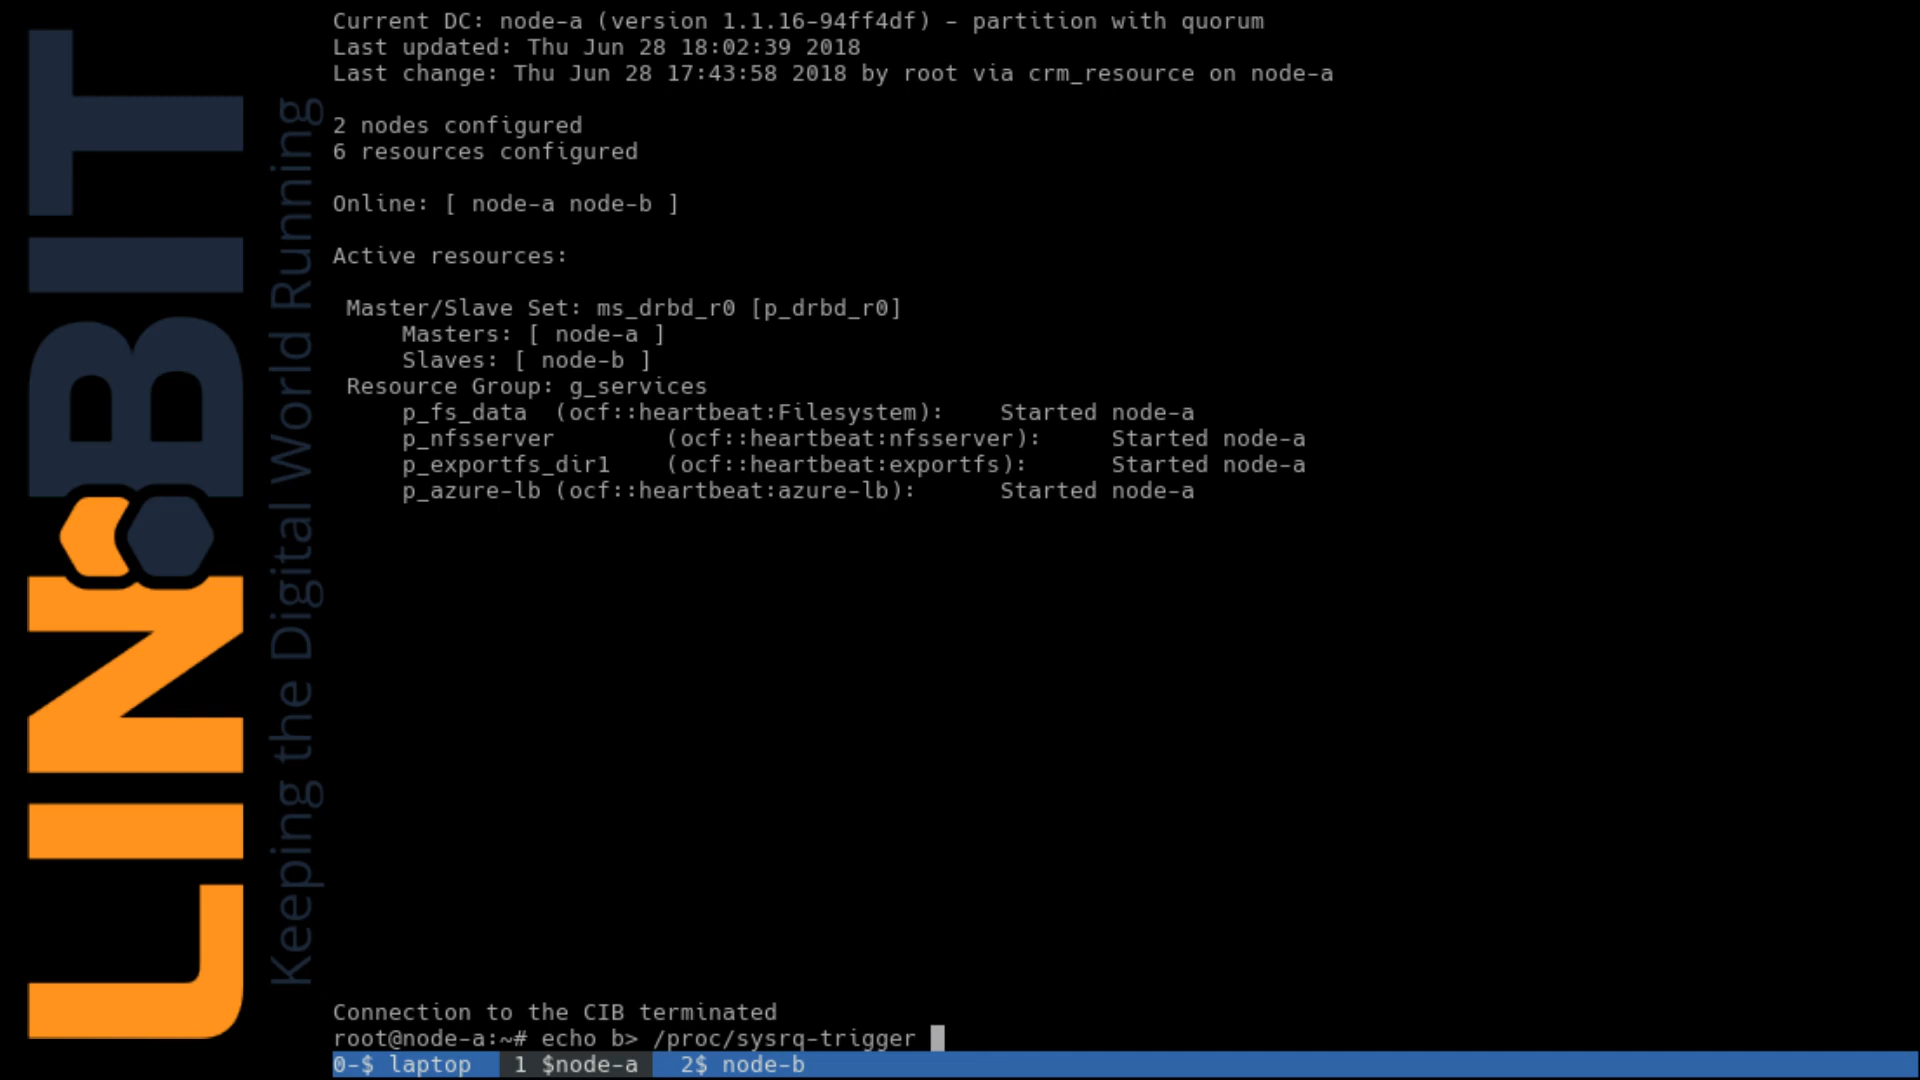 LINBIT
Keeping the Digital World Running
Current DC: node-a (version 1.1.16-94ff4df) - partition with quorum
Last updated: Thu Jun 28 18:02:39 2018
Last change: Thu Jun 28 17:43:58 2018 by root via crm_resource on node-a
2 nodes configured
6 resources configured
Online: [ node-a node-b ]
Active resources:
Master/Slave Set: ms_drbd_r0 [p_drbd_r0]
Masters: [ node-a ]
Slaves: [ node-b ]
Resource Group: g_services
p_fs_data (ocf::heartbeat:Filesystem): Started node-a
p_nfsserver (ocf::heartbeat:nfsserver): Started node-a
p_exportfs_dir1 (ocf::heartbeat:exportfs): Started node-a
p_azure-lb (ocf::heartbeat:azure-lb): Started node-a
Connection to the CIB terminated
root@node-a:~# echo b> /proc/sysrq-trigger
0-$ laptop 1 $node-a 2$ node-b